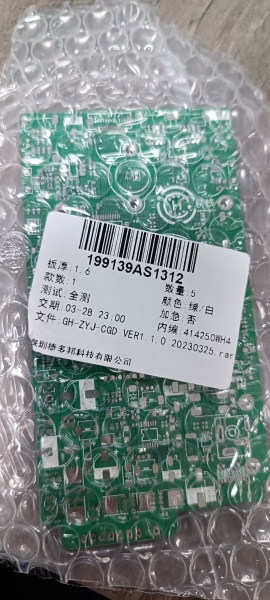 199139AS1312
板厚:1.6
数量:5
款数:1
颜色:绿/白
测试:全测
加急:否
交期:03-28 23:00
内编:414250WH4
文件:GH-ZYJ-CGD VER1.1.0 20230325.rar
深圳捷多邦科技有限公司